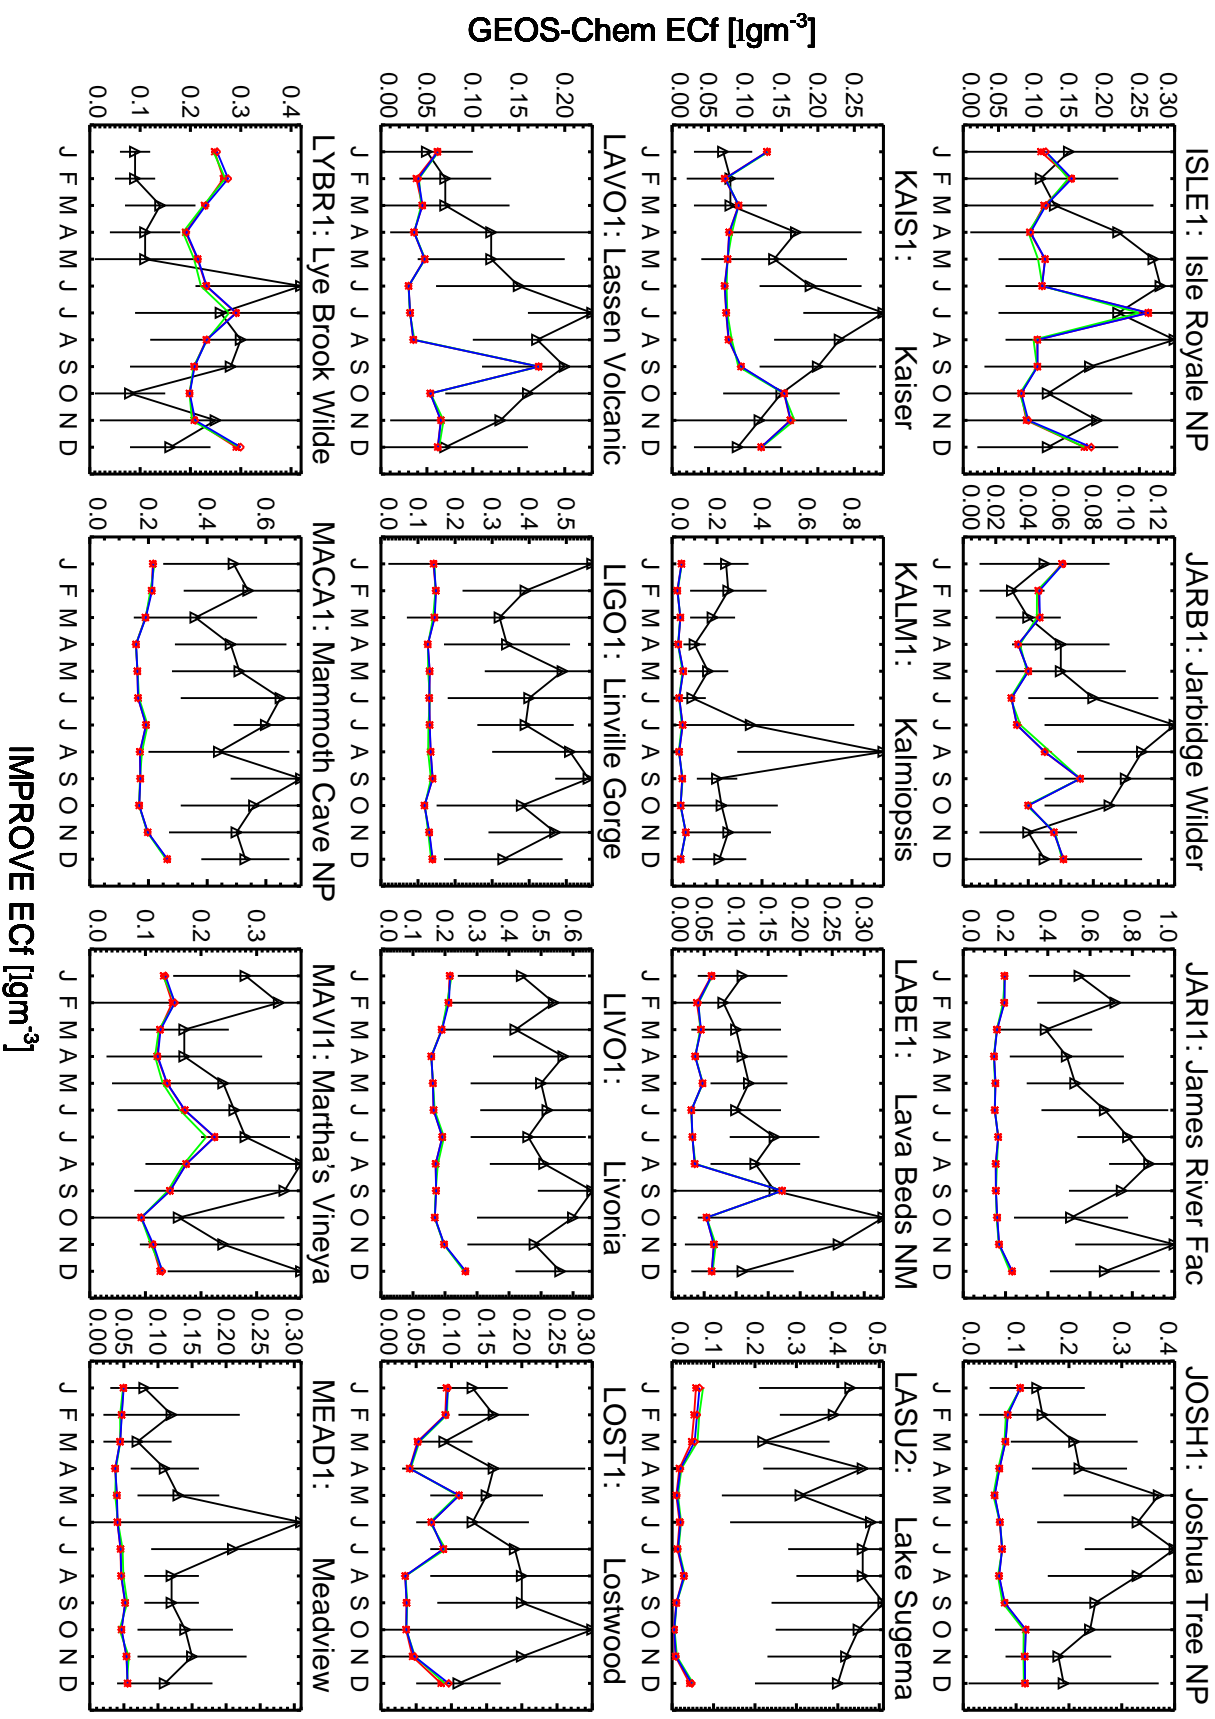 GEOS-Chem ECf [1gm-3]
ISLE1: Isle Royale NP
0.30
0.25
0.20
0.15
0.10
0.05
0.00
J F M A M J J A S O N D
JARB1: Jarbidge Wilder
0.12
0.10
0.08
0.06
0.04
0.02
0.00
J F M A M J J A S O N D
JARI1: James River Fac
1.0
0.8
0.6
0.4
0.2
0.0
J F M A M J J A S O N D
JOSH1: Joshua Tree NP
0.4
0.3
0.2
0.1
0.0
J F M A M J J A S O N D
KAIS1: Kaiser
0.25
0.20
0.15
0.10
0.05
0.00
J F M A M J J A S O N D
KALM1: Kalmiopsis
0.8
0.6
0.4
0.2
0.0
J F M A M J J A S O N D
LABE1: Lava Beds NM
0.30
0.25
0.20
0.15
0.10
0.05
0.00
J F M A M J J A S O N D
LASU2: Lake Sugema
0.5
0.4
0.3
0.2
0.1
0.0
J F M A M J J A S O N D
LAVO1: Lassen Volcanic
0.20
0.15
0.10
0.05
0.00
J F M A M J J A S O N D
LIGO1: Linville Gorge
0.5
0.4
0.3
0.2
0.1
0.0
J F M A M J J A S O N D
LIVO1: Livonia
0.6
0.5
0.4
0.3
0.2
0.1
0.0
J F M A M J J A S O N D
LOST1: Lostwood
0.30
0.25
0.20
0.15
0.10
0.05
0.00
J F M A M J J A S O N D
LYBR1: Lye Brook Wilde
0.4
0.3
0.2
0.1
0.0
J F M A M J J A S O N D
MACA1: Mammoth Cave NP
0.6
0.4
0.2
0.0
J F M A M J J A S O N D
MAVI1: Martha's Vineya
0.3
0.2
0.1
0.0
J F M A M J J A S O N D
MEAD1: Meadview
0.30
0.25
0.20
0.15
0.10
0.05
0.00
J F M A M J J A S O N D
IMPROVE ECf [1gm-3]